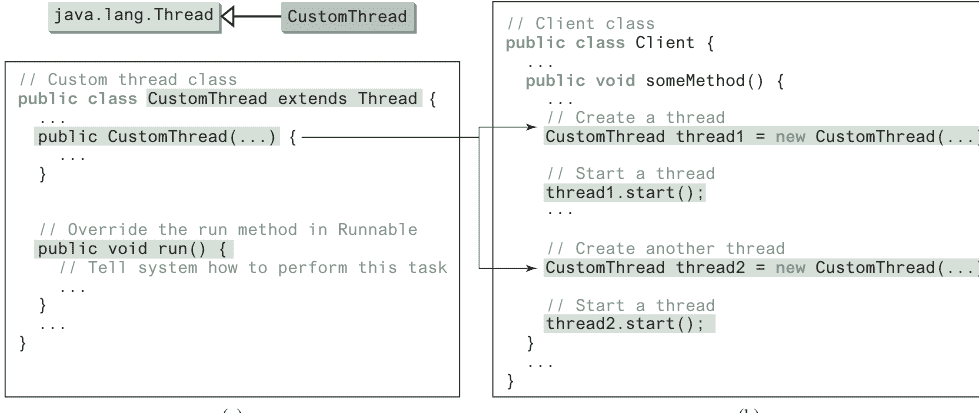 java.lang.Thread
CustomThread
// Custom thread class
public class CustomThread extends Thread {
...
public CustomThread(...) {
...
}
// Override the run method in Runnable
public void run() {
// Tell system how to perform this task
...
}
...
}
// Client class
public class Client {
...
public void someMethod() {
...
// Create a thread
CustomThread thread1 = new CustomThread(...)
// Start a thread
thread1.start();
...
// Create another thread
CustomThread thread2 = new CustomThread(...)
// Start a thread
thread2.start();
}
...
}